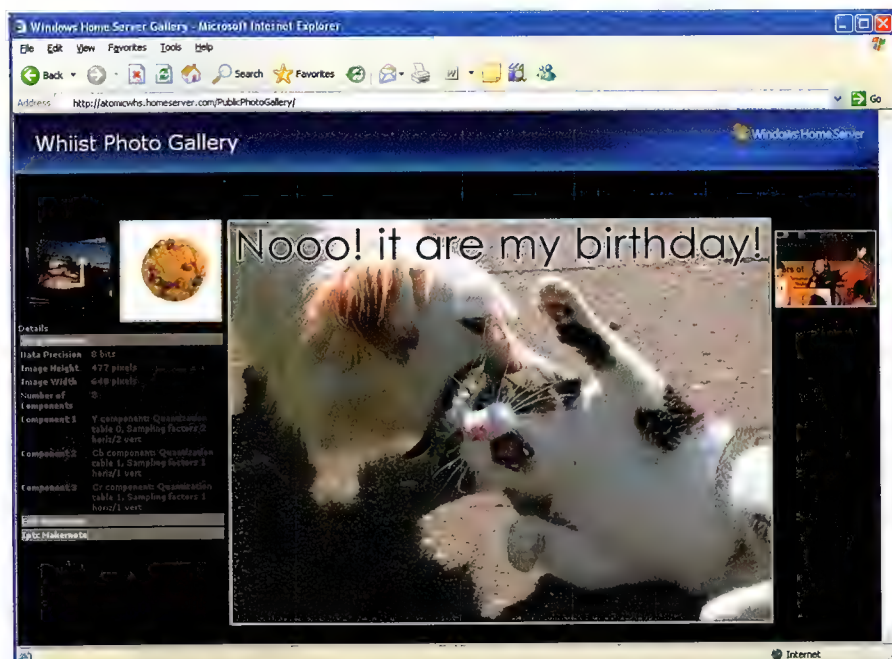 Windows Home Server Gallery - Microsoft Internet Explorer
File Edit View Favorites Tools Help
Back Search Favorites
Address http://atomicwhs.homeserver.com/PublicPhotoGallery/ Go
Whiist Photo Gallery
Windows Home Server
Nooo! it are my birthday!
Details
Data Precision 8 bits
Image Height 477 pixels
Image Width 640 pixels
Number of Components 3
Component 1 Y component: Quantization
table 0, Sampling factors 2
horiz/2 vert
Component 2 Cb component: Quantization
table 1, Sampling factors 1
horiz/1 vert
Component 3 Cr component: Quantization
table 1, Sampling factors 1
horiz/1 vert
Iptc Makernote
Internet